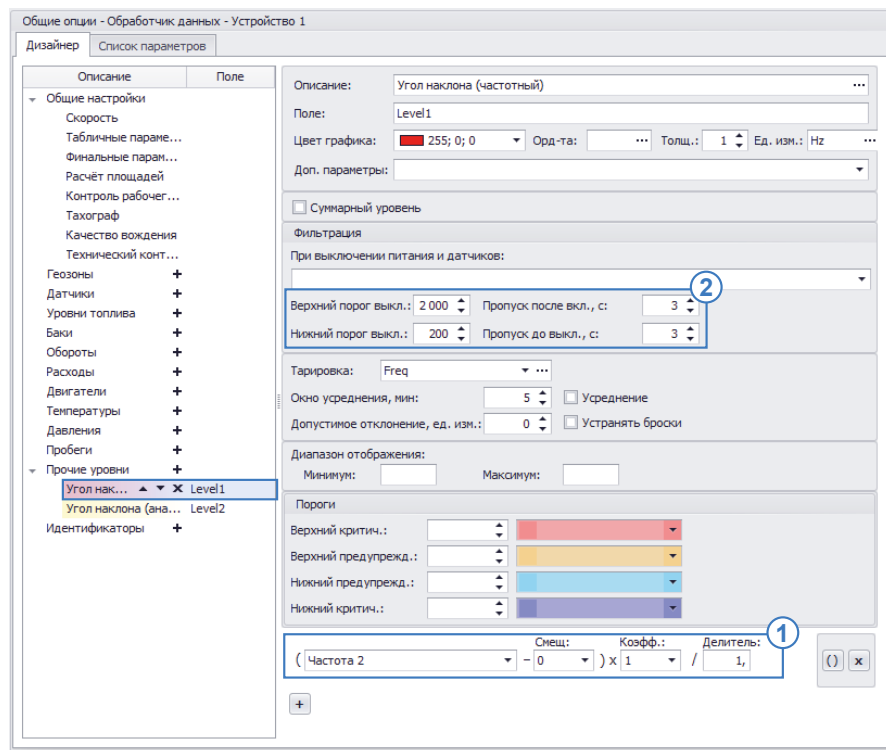 Общие опции - Обработчик данных - Устройство 1
Дизайнер Список параметров
Описание Поле
Общие настройки
Скорость
Табличные параме...
Финальные парам...
Расчёт площадей
Контроль рабочег...
Тахограф
Качество вождения
Технический конт...
Геозоны +
Датчики +
Уровни топлива +
Баки +
Обороты +
Расходы +
Двигатели +
Температуры +
Давления +
Пробеги +
Прочие уровни +
Угол нак... Level1
Угол наклона (ана... Level2
Идентификаторы +
Описание: Угол наклона (частотный) ...
Поле: Level1
Цвет графика: 255; 0; 0 Орд-та: ... Толщ.: 1 Ед. изм.: Hz ...
Доп. параметры:
Суммарный уровень
Фильтрация
При выключении питания и датчиков:
2
Верхний порог выкл.: 2 000 Пропуск после вкл., с: 3
Нижний порог выкл.: 200 Пропуск до выкл., с: 3
Тарировка: Freq ...
Окно усреднения, мин: 5 Усреднение
Допустимое отклонение, ед. изм.: 0 Устранять броски
Диапазон отображения:
Минимум: Максимум:
Пороги
Верхний критич.:
Верхний предупрежд.:
Нижний предупрежд.:
Нижний критич.:
1
Смещ: Коэфф.: Делитель:
( Частота 2 – 0 ) x 1 / 1, () x
+